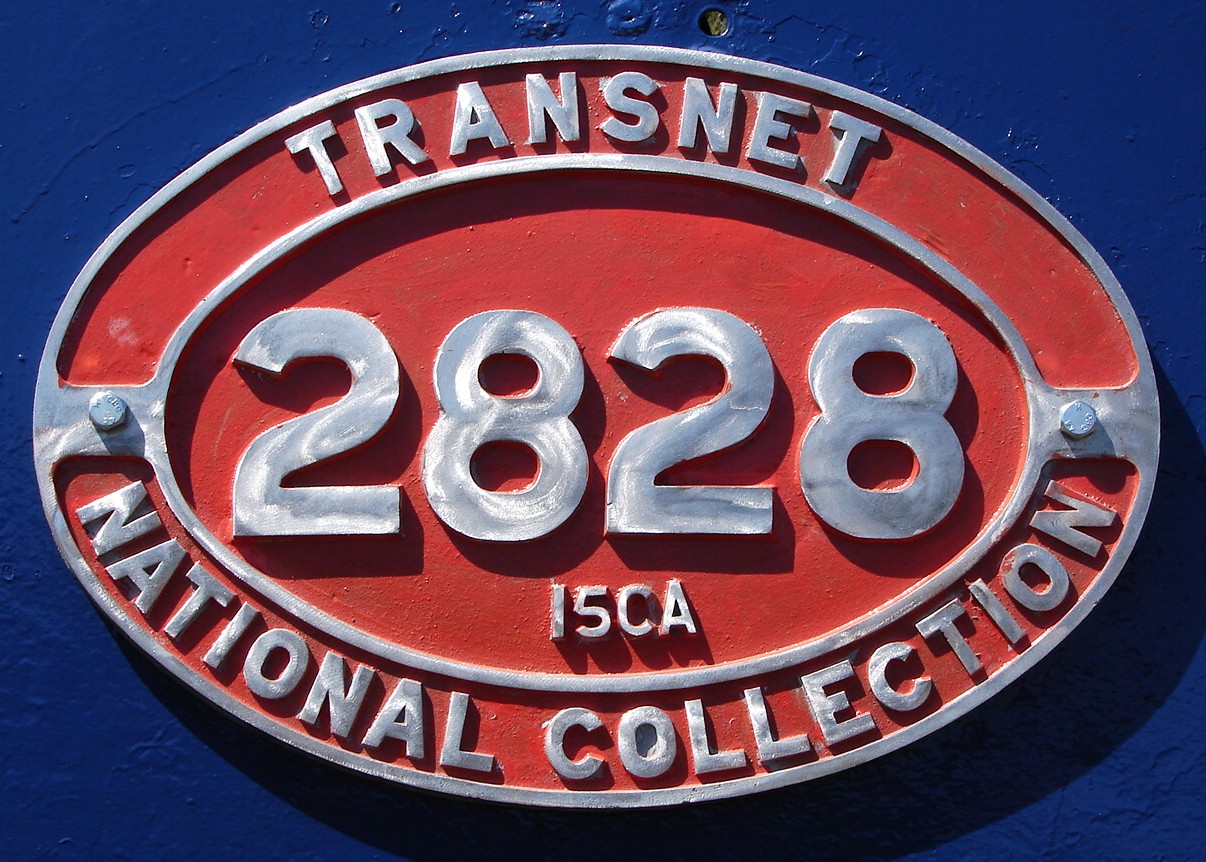 TRANSNET
2828
15CA
NATIONAL COLLECTION